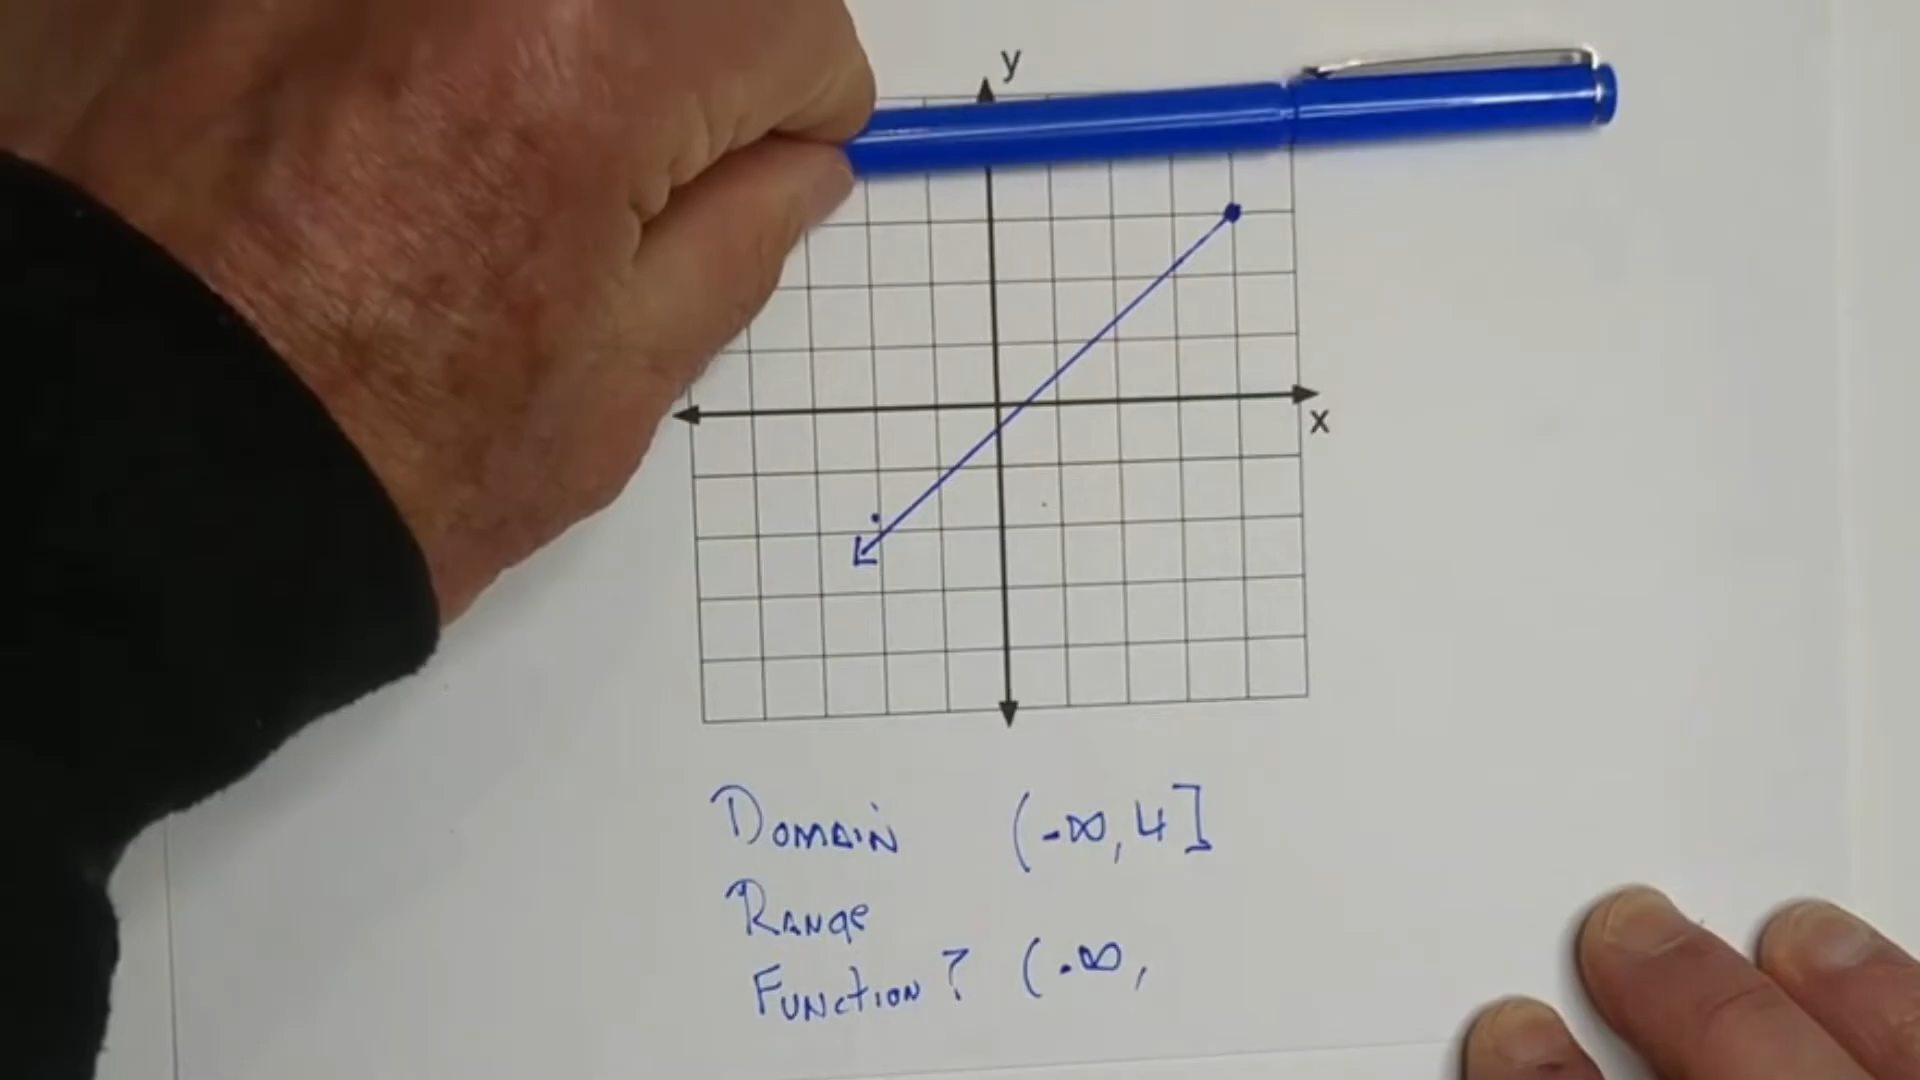 y
x
Domain (-∞, 4]
Range
Function? (-∞,